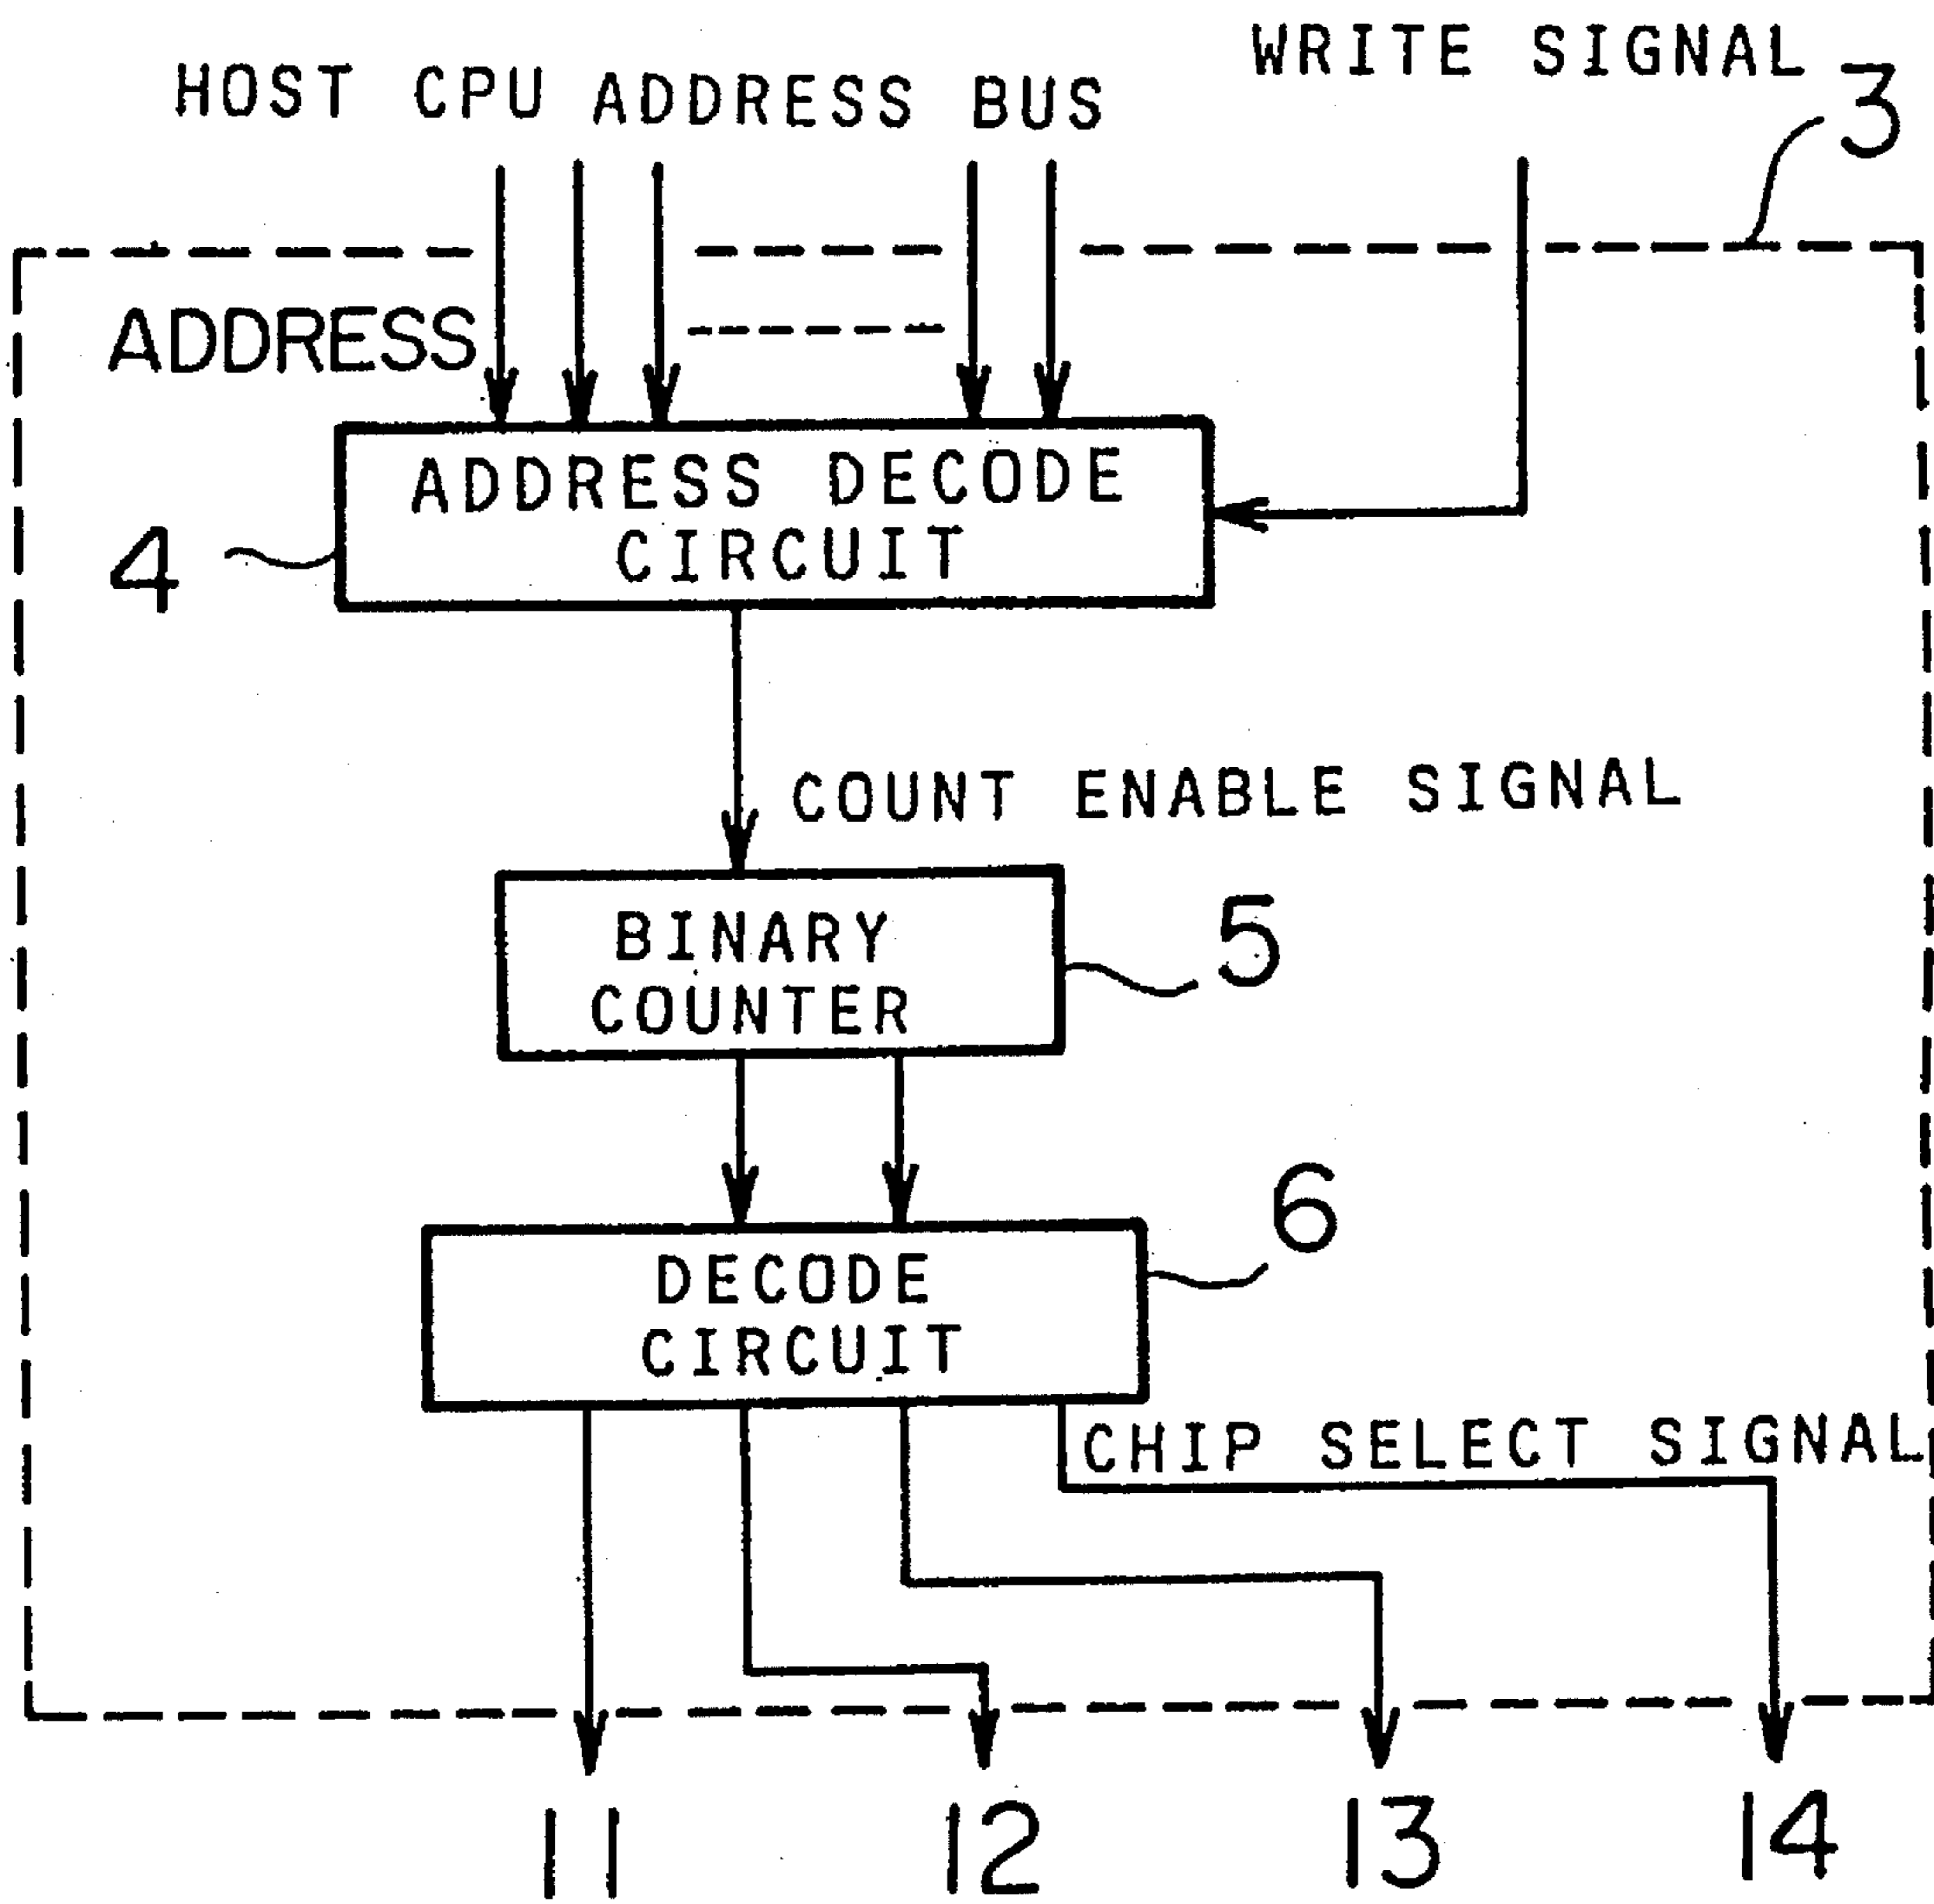 WRITE SIGNAL
HOST CPU ADDRESS BUS
3
ADDRESS
ADDRESS DECODE
CIRCUIT
4
COUNT ENABLE SIGNAL
BINARY
COUNTER
5
6
DECODE
CIRCUIT
CHIP SELECT SIGNAL
11
12
13
14